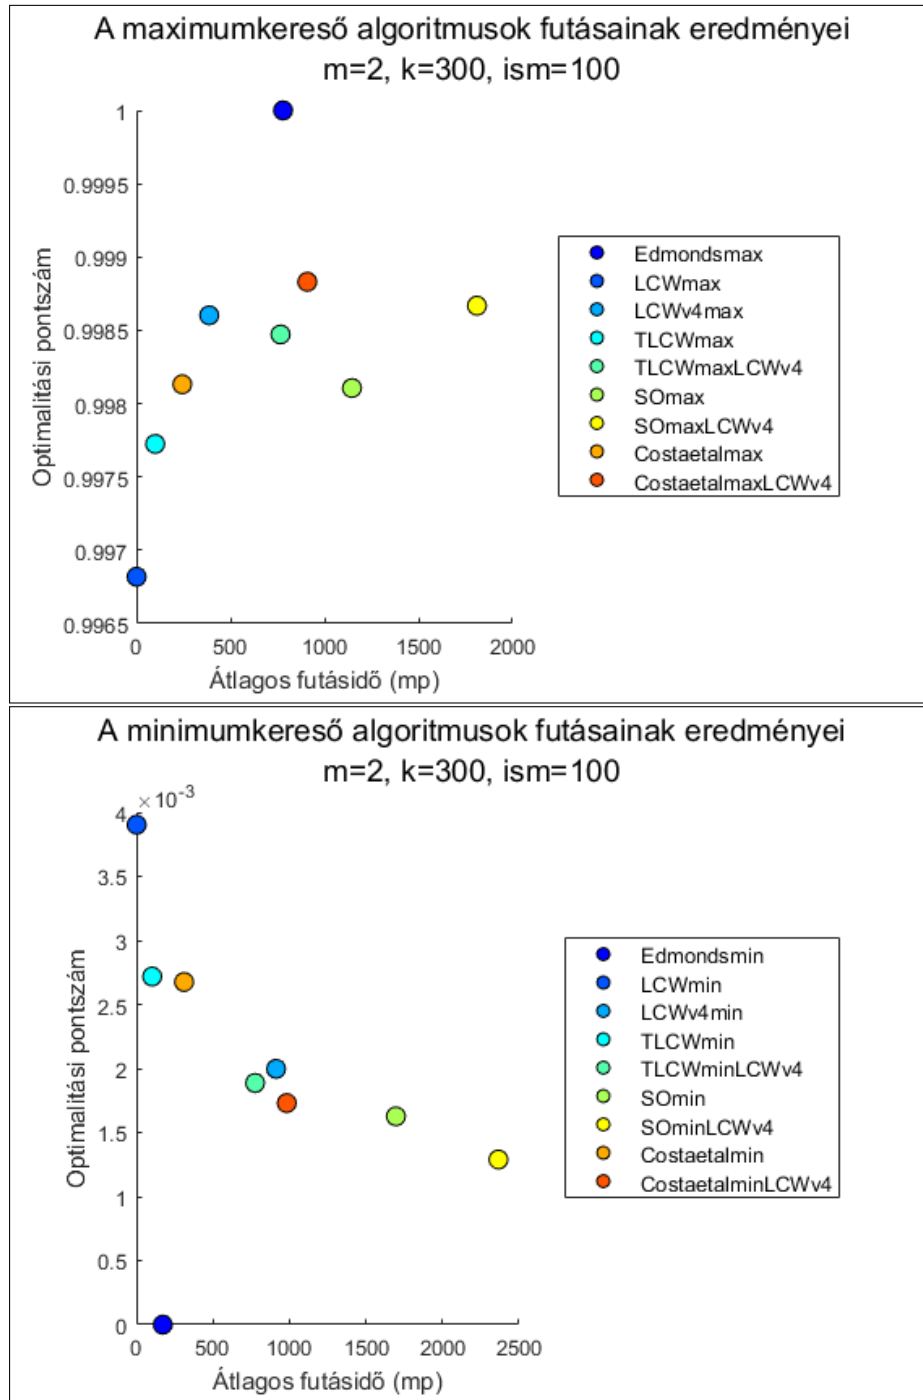 A maximumkereső algoritmusok futásainak eredményei
m=2, k=300, ism=100
1
0.9995
0.999
0.9985
0.998
0.9975
0.997
0.9965
Optimalitási pontszám
0 500 1000 1500 2000
Átlagos futásidő (mp)
Edmondsmax
LCWmax
LCWv4max
TLCWmax
TLCWmaxLCWv4
SOmax
SOmaxLCWv4
Costaetalmax
CostaetalmaxLCWv4
A minimumkereső algoritmusok futásainak eredményei
m=2, k=300, ism=100
×10⁻³
4
3.5
3
2.5
2
1.5
1
0.5
0
Optimalitási pontszám
0 500 1000 1500 2000 2500
Átlagos futásidő (mp)
Edmondsmin
LCWmin
LCWv4min
TLCWmin
TLCWminLCWv4
SOmin
SOminLCWv4
Costaetalmin
CostaetalminLCWv4